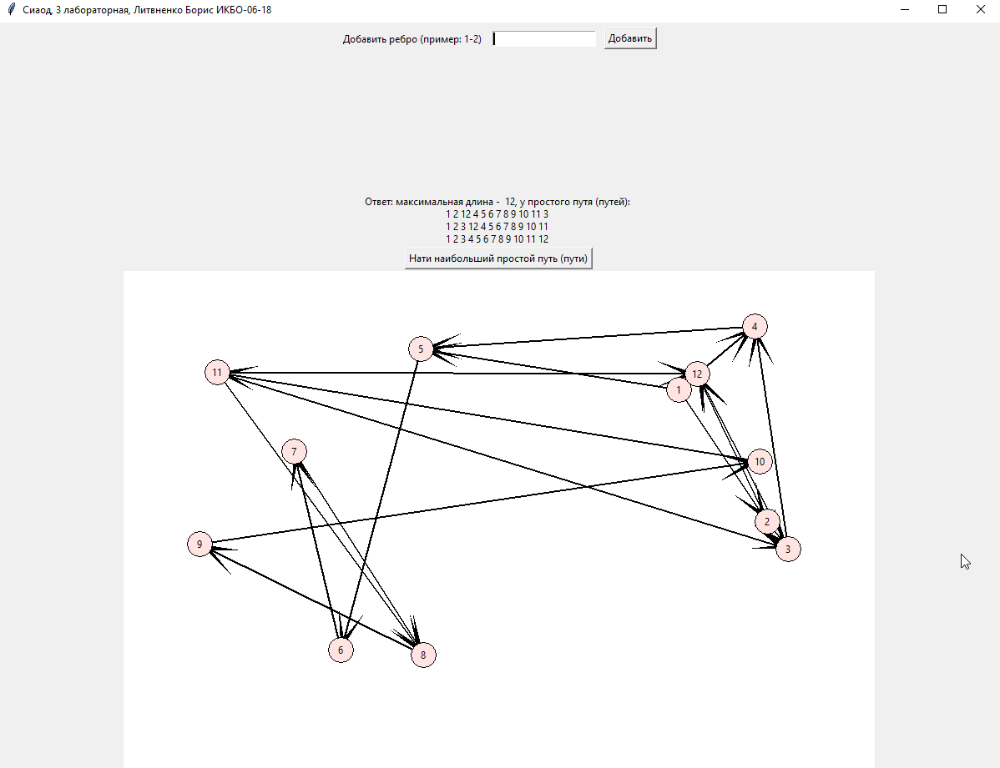 Сиаод, 3 лабораторная, Литвненко Борис ИКБО-06-18
Добавить ребро (пример: 1-2)
Добавить
Ответ: максимальная длина - 12, у простого путя (путей):
1 2 12 4 5 6 7 8 9 10 11 3
1 2 3 12 4 5 6 7 8 9 10 11
1 2 3 4 5 6 7 8 9 10 11 12
Нати наибольший простой путь (пути)
4
5
11
12
1
7
10
2
9
3
6
8